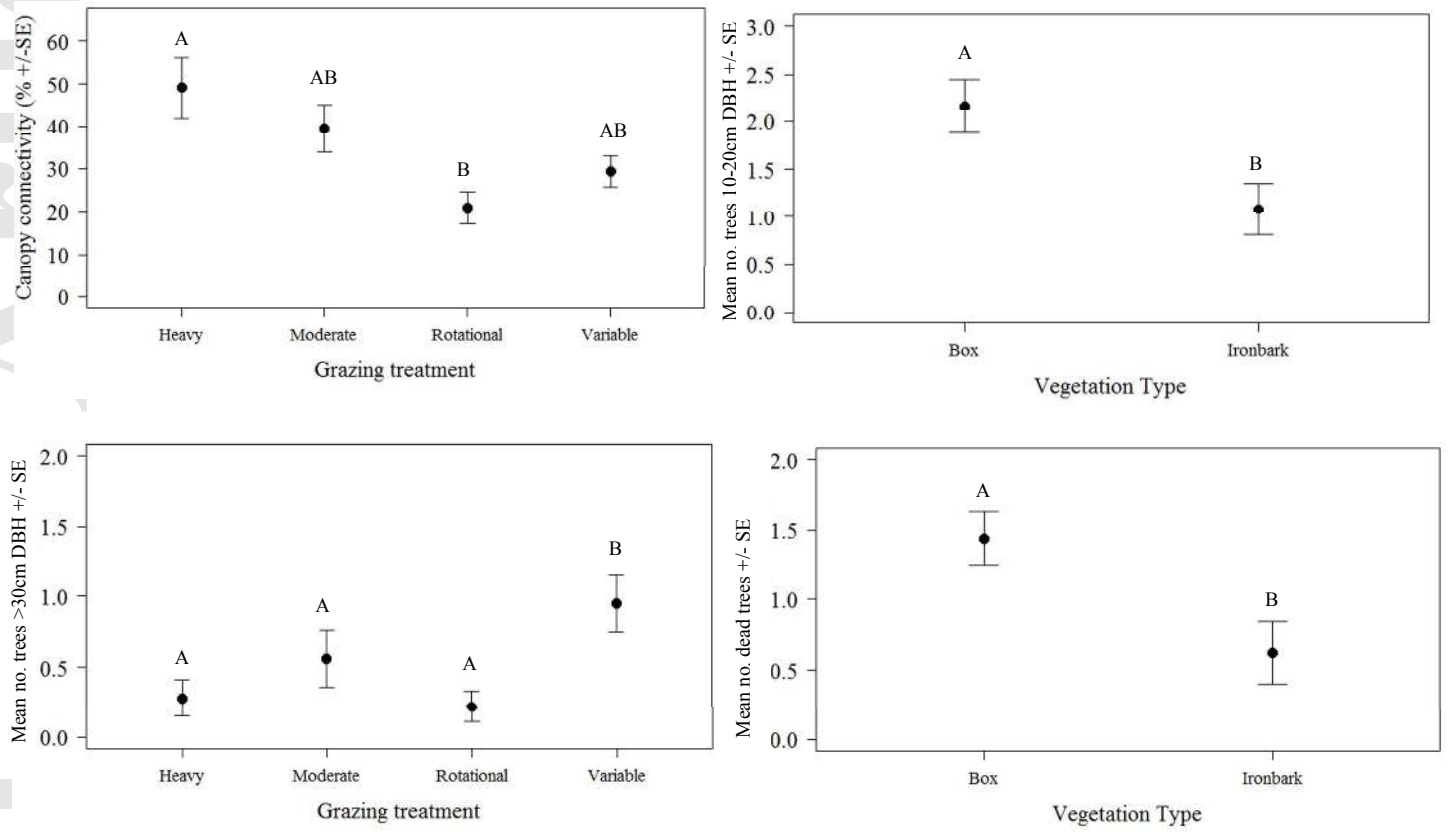 Canopy connectivity (% +/-SE)
60
50
40
30
20
10
0
A
AB
B
AB
Heavy Moderate Rotational Variable
Grazing treatment
Mean no. trees 10-20cm DBH +/- SE
3.0
2.5
2.0
1.5
1.0
0.5
0.0
A
B
Box Ironbark
Vegetation Type
Mean no. trees >30cm DBH +/- SE
2.0
1.5
1.0
0.5
0.0
A
A
A
B
Heavy Moderate Rotational Variable
Grazing treatment
Mean no. dead trees +/- SE
2.0
1.5
1.0
0.5
0.0
A
B
Box Ironbark
Vegetation Type